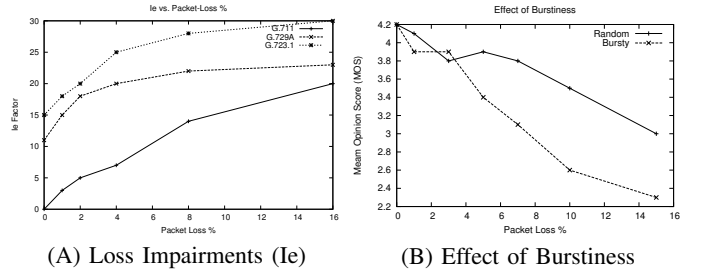 Ie vs. Packet-Loss %
30
25
20
15
10
5
0
Ie Factor
G.711
G.729A
G.723.1
0 2 4 6 8 10 12 14 16
Packet Loss %
(A) Loss Impairments (Ie)
Effect of Burstiness
4.2
4
3.8
3.6
3.4
3.2
3
2.8
2.6
2.4
2.2
Meam Opinion Score (MOS)
Random
Bursty
0 2 4 6 8 10 12 14 16
Packet Loss %
(B) Effect of Burstiness